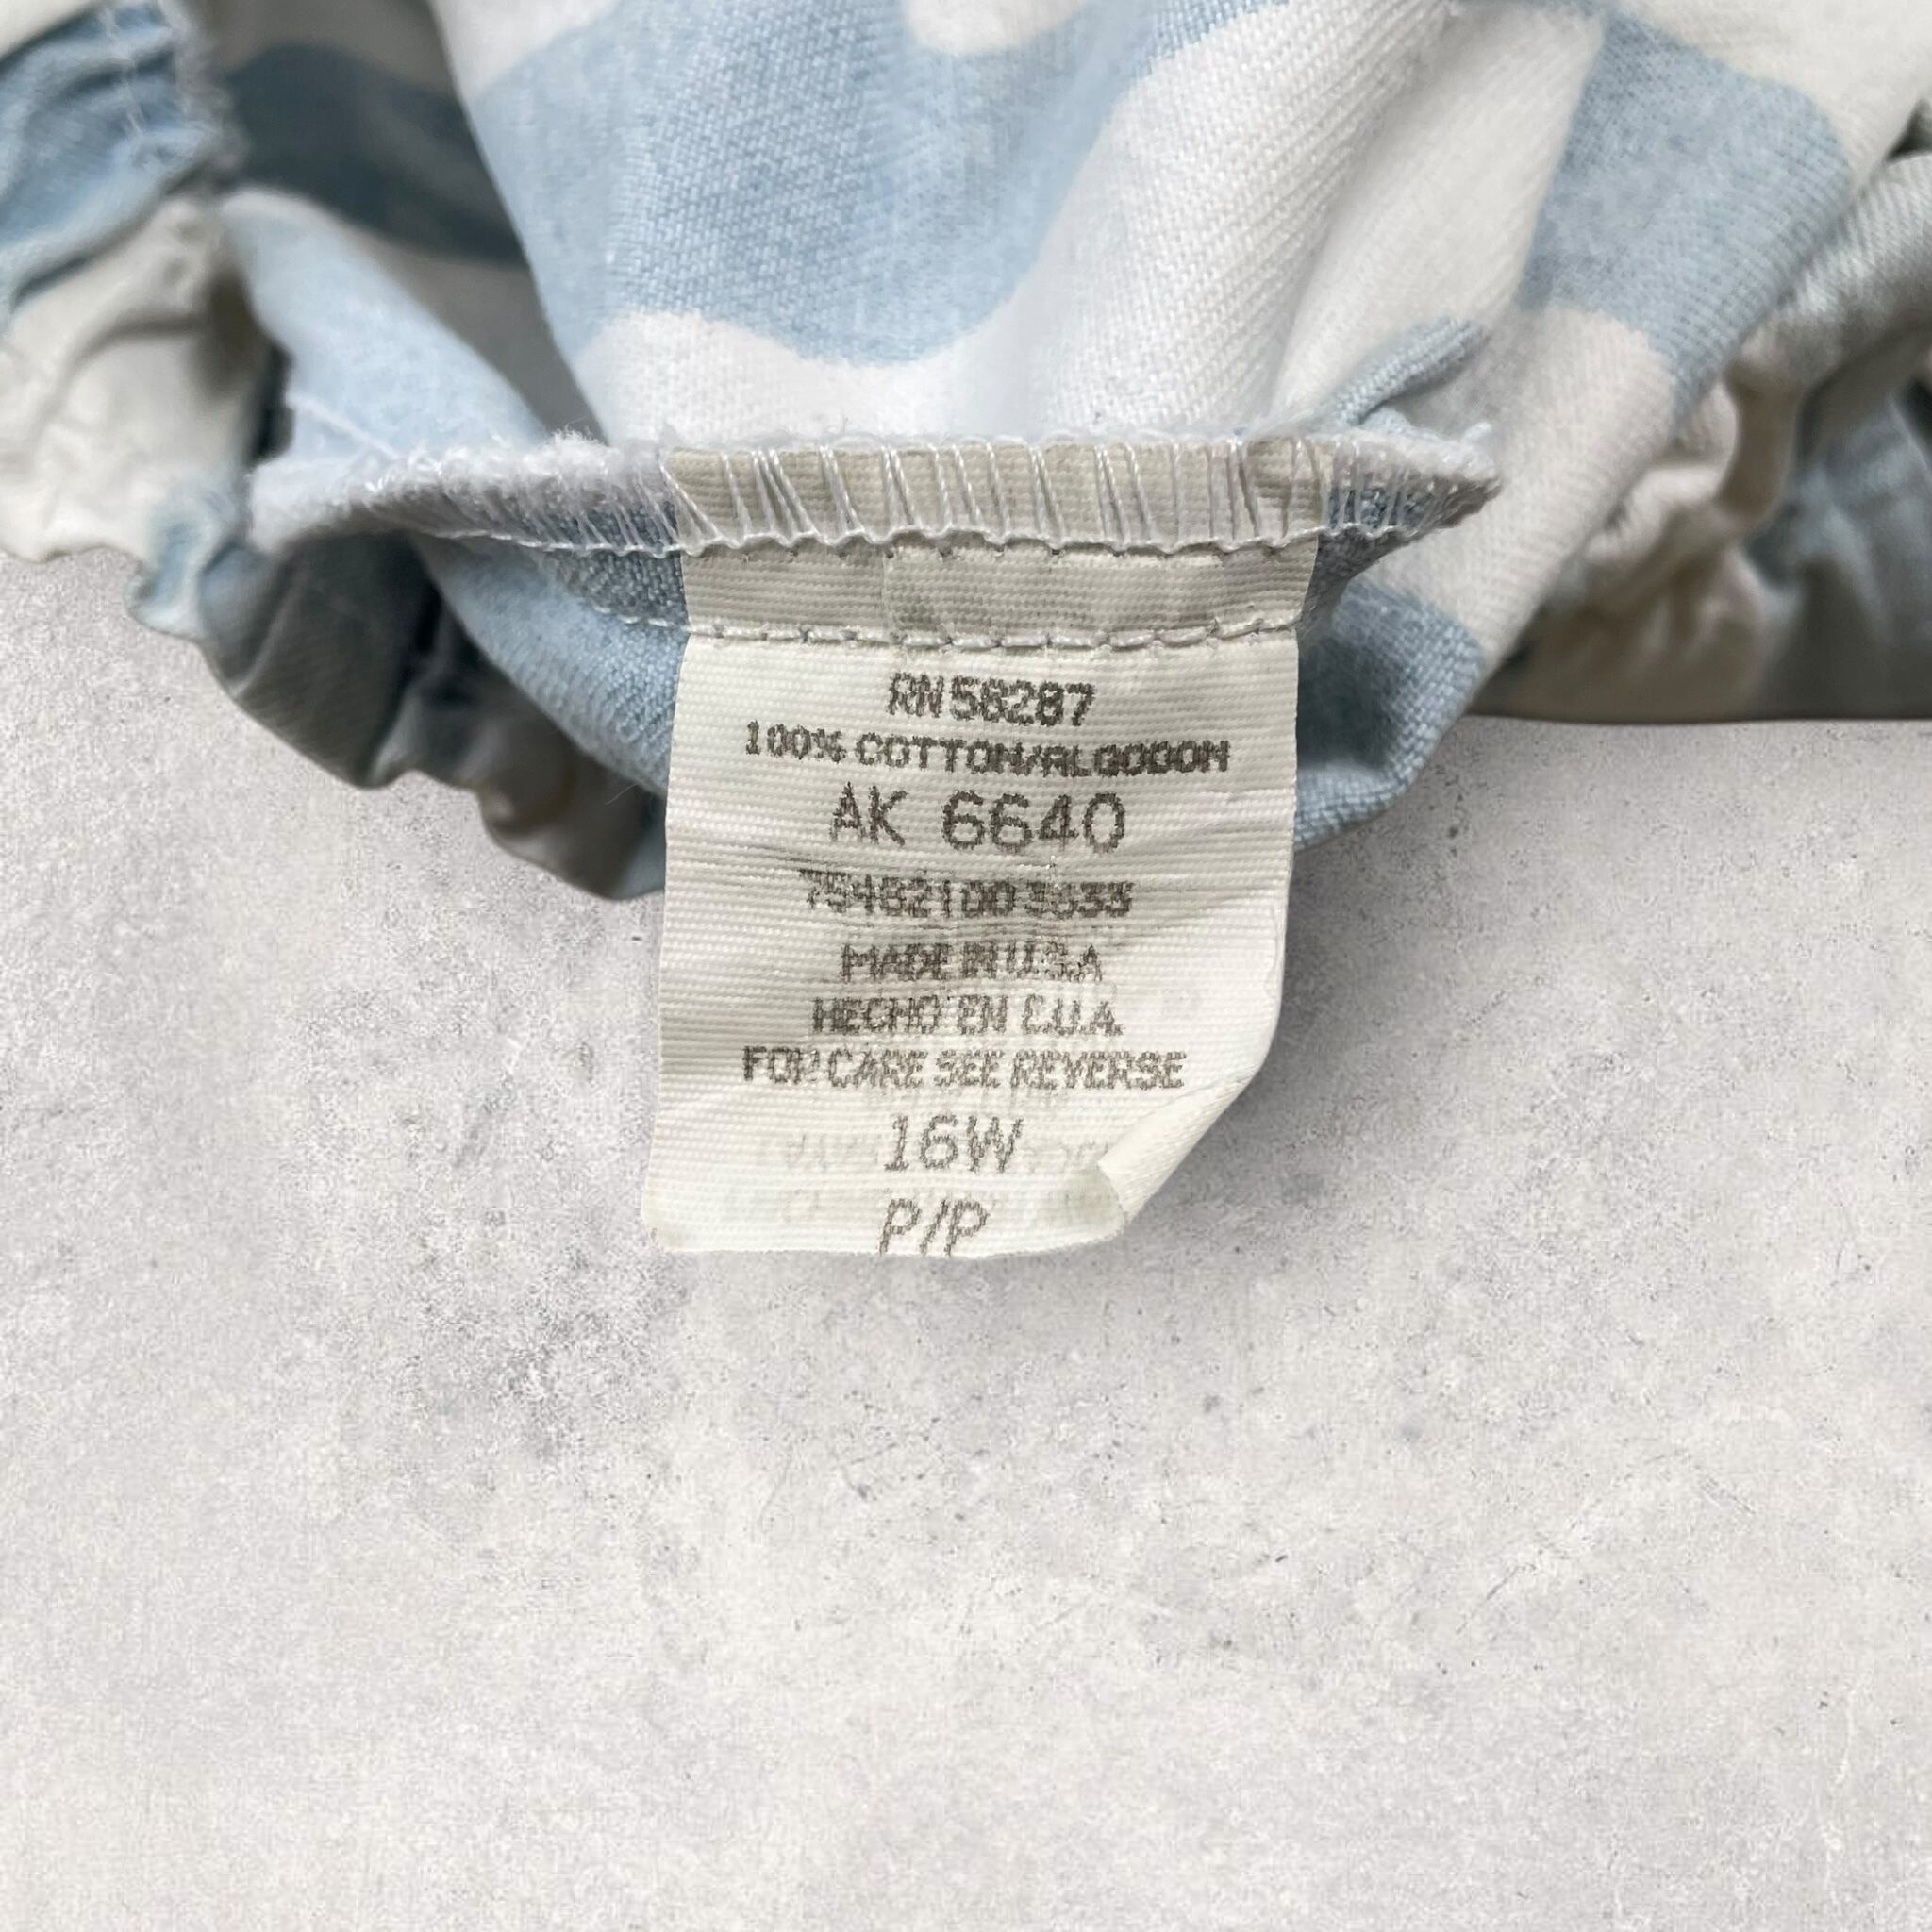 RN 58287
100% COTTON/ALGODON
AK 6640
MADE IN U.S.A
HECHO EN E.U.A.
FOR CARE SEE REVERSE
16W
P/P